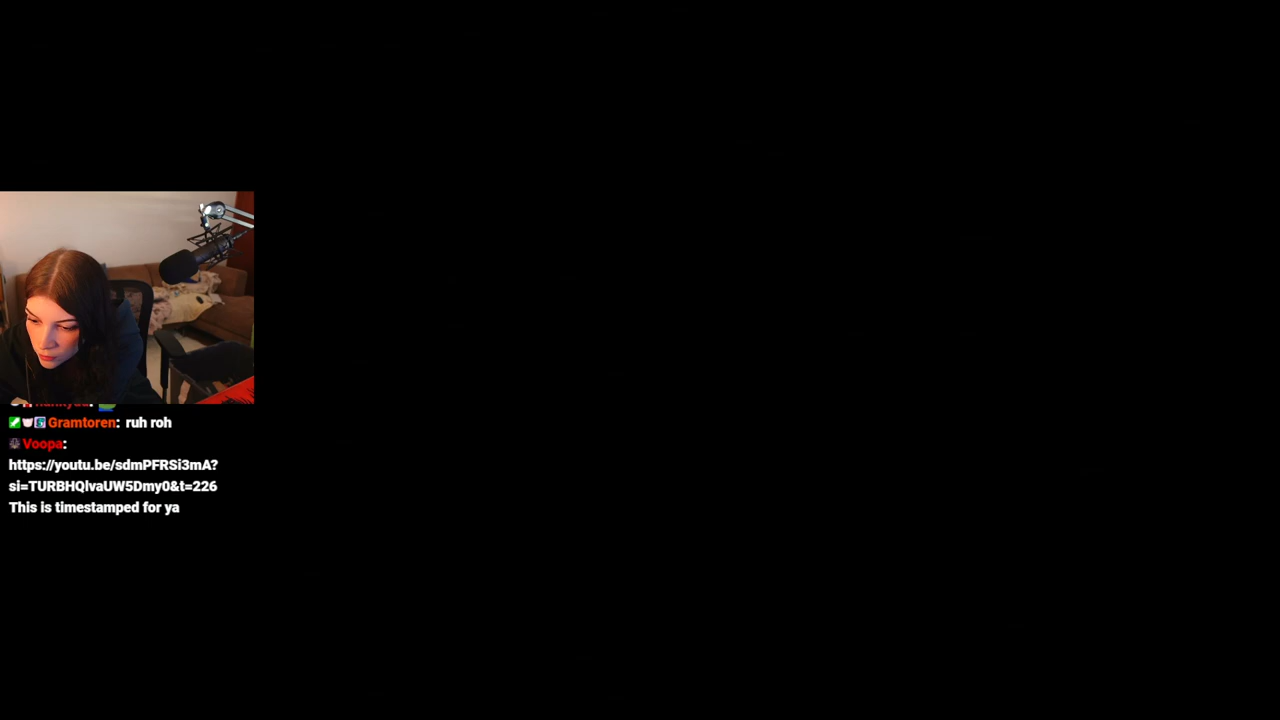 Gramtoren: ruh roh
Voopa:
https://youtu.be/sdmPFRSi3mA?
si=TURBHQlvaUW5Dmy0&t=226
This is timestamped for ya